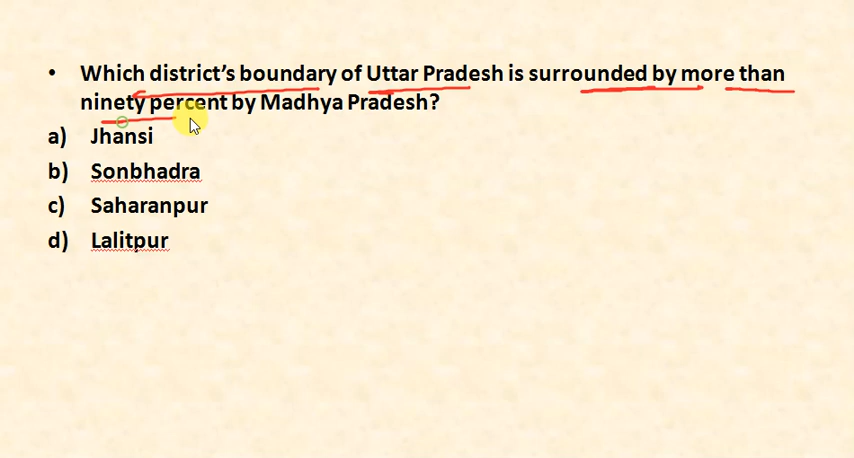 • Which district’s boundary of Uttar Pradesh is surrounded by more than
ninety percent by Madhya Pradesh?
a) Jhansi
b) Sonbhadra
c) Saharanpur
d) Lalitpur